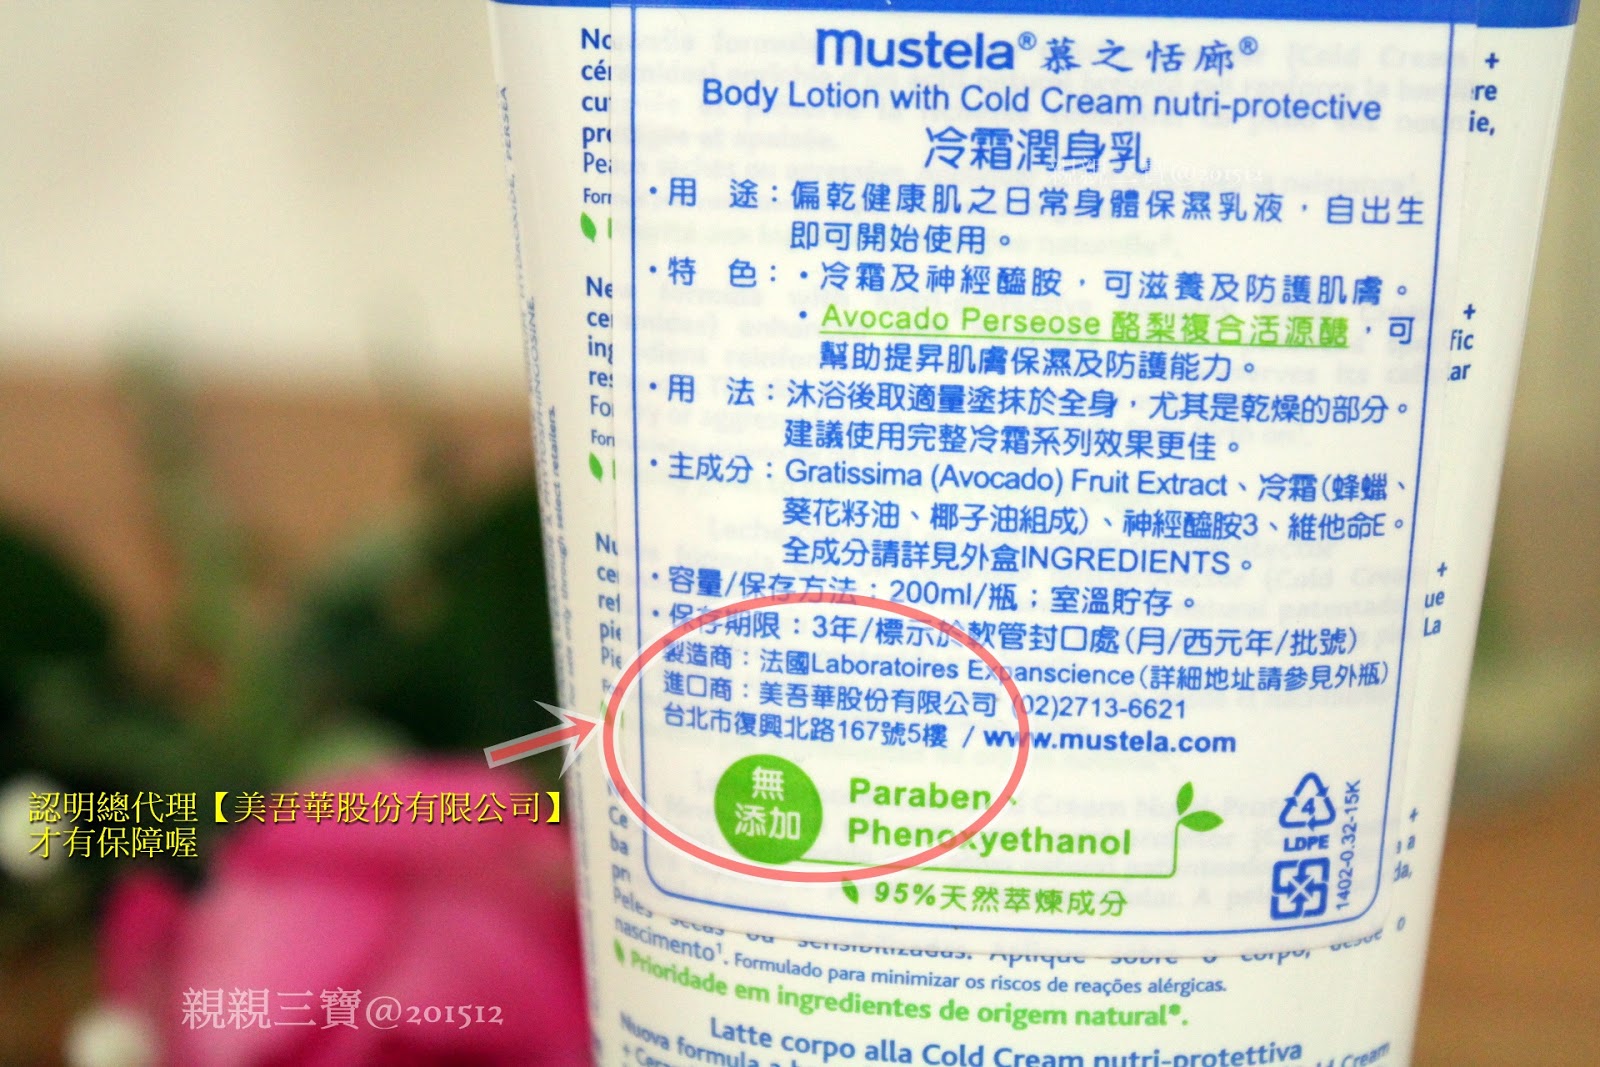 mustela® 慕之恬廊®
Body Lotion with Cold Cream nutri-protective
冷霜潤身乳
・用　途：偏乾健康肌之日常身體保濕乳液，自出生
即可開始使用。
・特　色：・冷霜及神經醯胺，可滋養及防護肌膚。
・Avocado Perseose 酪梨複合活源醣，可
幫助提昇肌膚保濕及防護能力。
・用　法：沐浴後取適量塗抹於全身，尤其是乾燥的部分。
建議使用完整冷霜系列效果更佳。
・主成分：Gratissima (Avocado) Fruit Extract、冷霜(蜂蠟、
葵花籽油、椰子油組成)、神經醯胺3、維他命E。
全成分請詳見外盒INGREDIENTS。
・容量/保存方法：200ml/瓶；室溫貯存。
・保存期限：3年/標示於軟管封口處(月/西元年/批號)
製造商：法國Laboratoires Expanscience(詳細地址請參見外瓶)
進口商：美吾華股份有限公司 (02)2713-6621
台北市復興北路167號5樓 / www.mustela.com
無
添加
Paraben、
Phenoxyethanol
95%天然萃煉成分
4
LDPE
1402-0.32-15K
認明總代理【美吾華股份有限公司】
才有保障喔
親親三寶@201512
親親三寶@201512
nascimento¹. Formulado para minimizar os riscos de reações alérgicas.
Prioridade em ingredientes de origem natural*.
Latte corpo alla Cold Cream nutri-protettiva